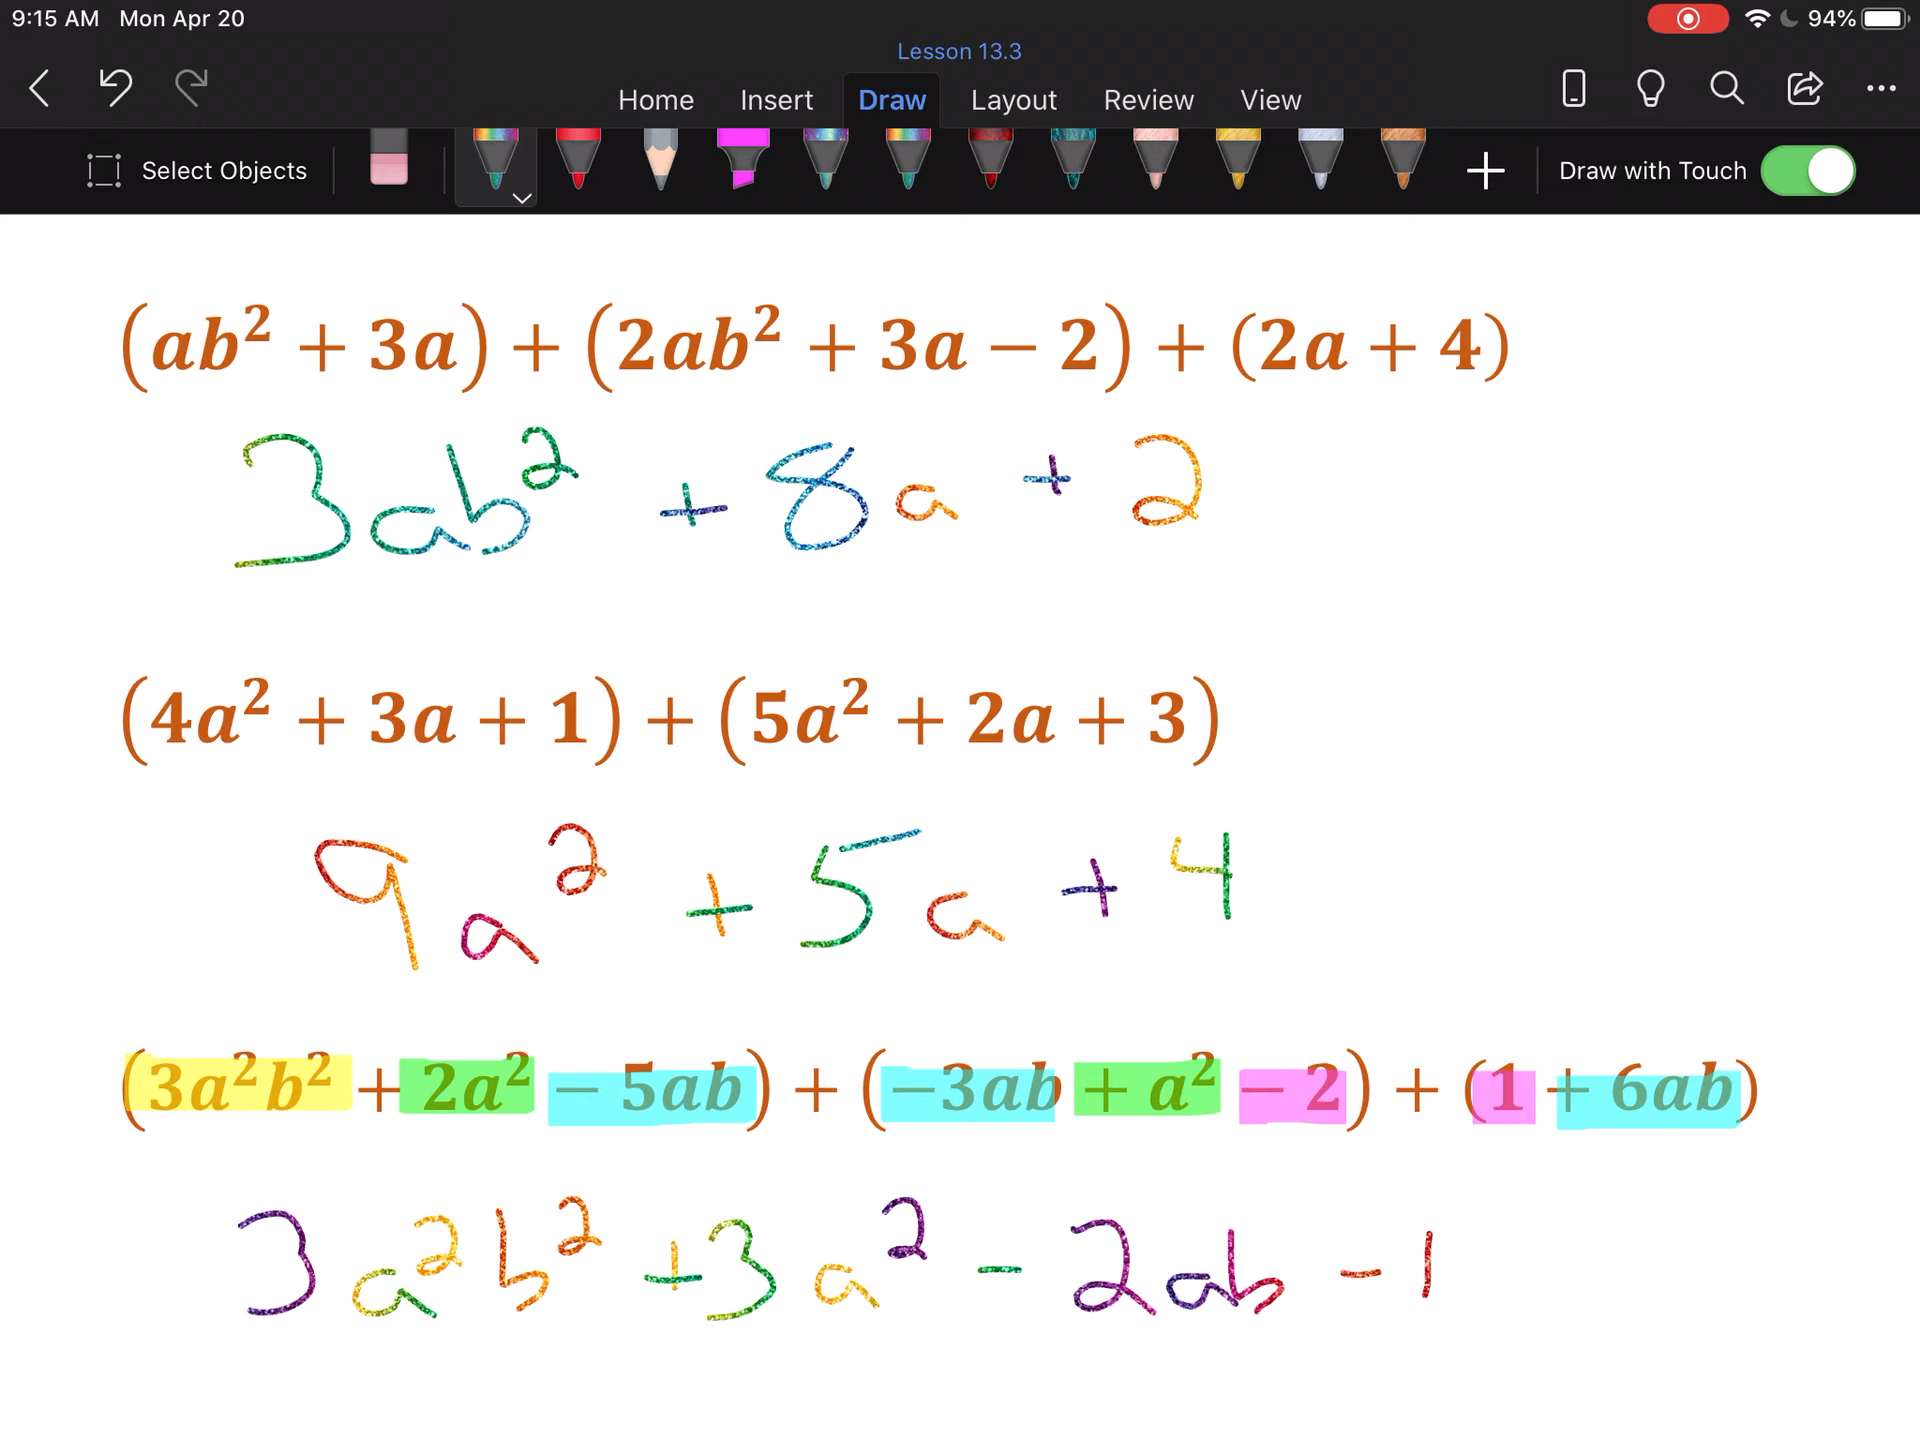 9:15 AM Mon Apr 20 94%
Lesson 13.3
Home Insert Draw Layout Review View
Select Objects Draw with Touch
(ab² + 3a) + (2ab² + 3a − 2) + (2a + 4)
3ab² + 8a + 2
(4a² + 3a + 1) + (5a² + 2a + 3)
9a² + 5a + 4
(3a²b² + 2a² − 5ab) + (−3ab + a² − 2) + (1 + 6ab)
3a²b² + 3a² − 2ab − 1